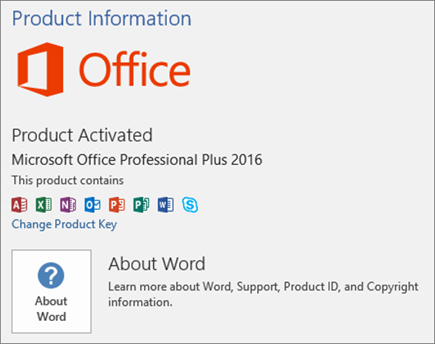 Product Information
Office
Product Activated
Microsoft Office Professional Plus 2016
This product contains
A X N O P P W S
Change Product Key
About Word
Learn more about Word, Support, Product ID, and Copyright
information.
?
About
Word